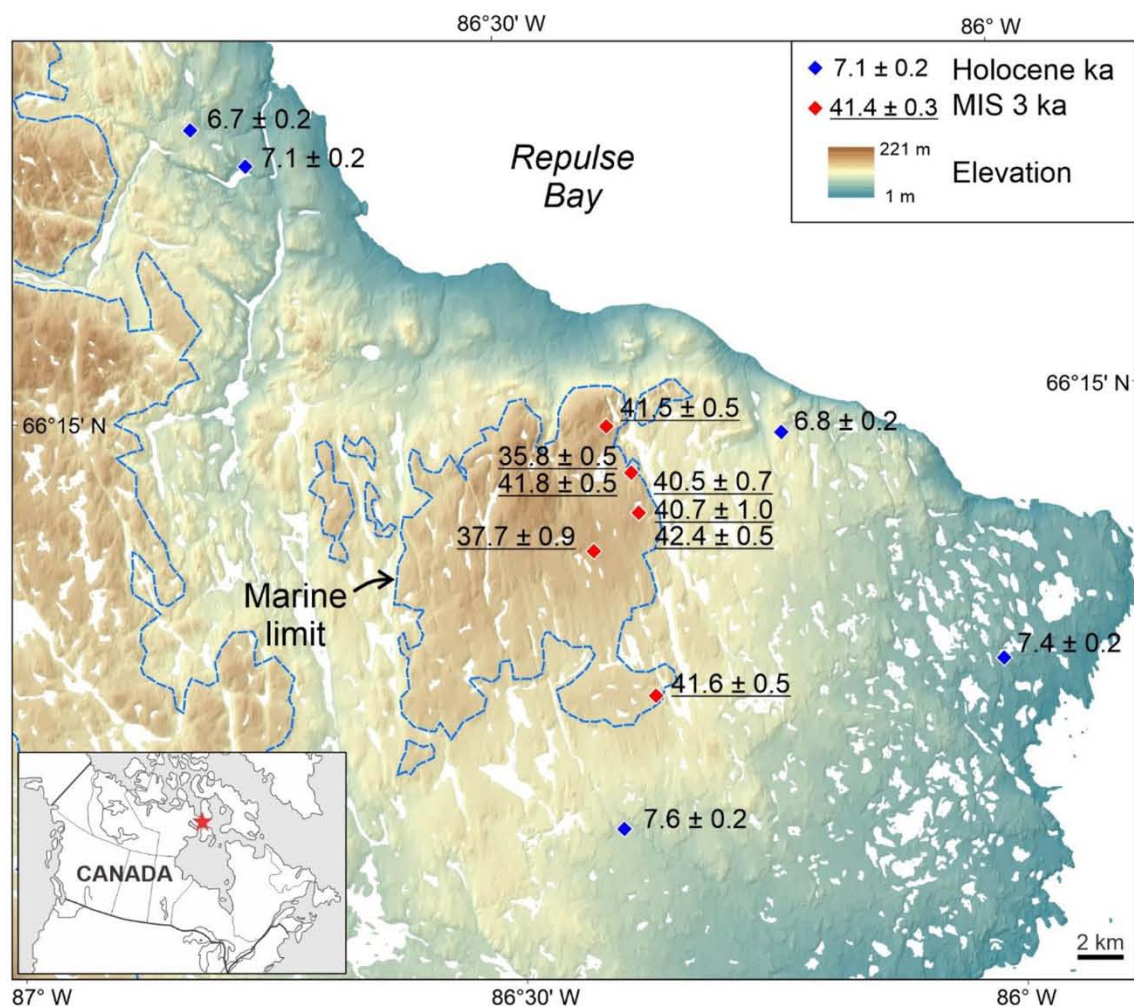 86°30' W
86° W
7.1 ± 0.2 Holocene ka
41.4 ± 0.3 MIS 3 ka
221 m
Elevation
1 m
6.7 ± 0.2
7.1 ± 0.2
Repulse
Bay
66°15' N
66°15' N
41.5 ± 0.5
6.8 ± 0.2
35.8 ± 0.5
41.8 ± 0.5
40.5 ± 0.7
40.7 ± 1.0
42.4 ± 0.5
37.7 ± 0.9
Marine
limit
7.4 ± 0.2
41.6 ± 0.5
7.6 ± 0.2
CANADA
2 km
87° W
86°30' W
86° W